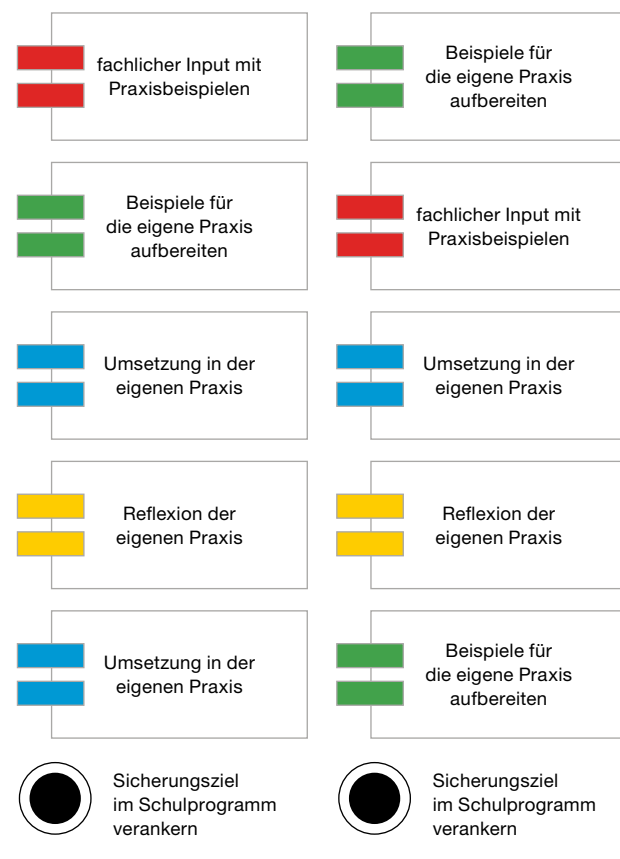 fachlicher Input mit
Praxisbeispielen
Beispiele für
die eigene Praxis
aufbereiten
Umsetzung in der
eigenen Praxis
Reflexion der
eigenen Praxis
Umsetzung in der
eigenen Praxis
Sicherungsziel
im Schulprogramm
verankern
Beispiele für
die eigene Praxis
aufbereiten
fachlicher Input mit
Praxisbeispielen
Umsetzung in der
eigenen Praxis
Reflexion der
eigenen Praxis
Beispiele für
die eigene Praxis
aufbereiten
Sicherungsziel
im Schulprogramm
verankern